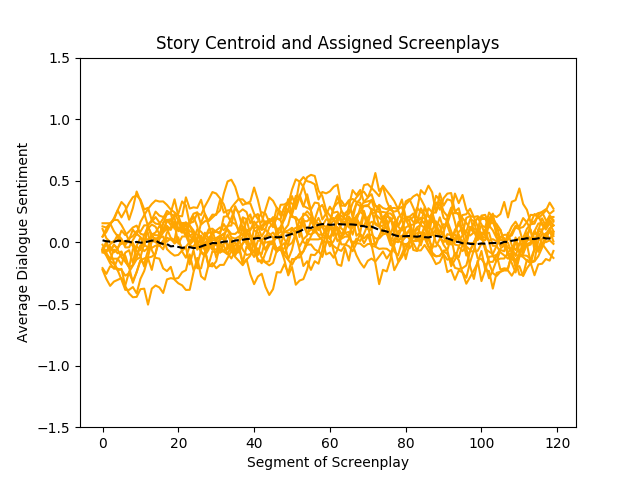 Story Centroid and Assigned Screenplays
1.5
1.0
0.5
0.0
−0.5
−1.0
−1.5
Average Dialogue Sentiment
0 20 40 60 80 100 120
Segment of Screenplay